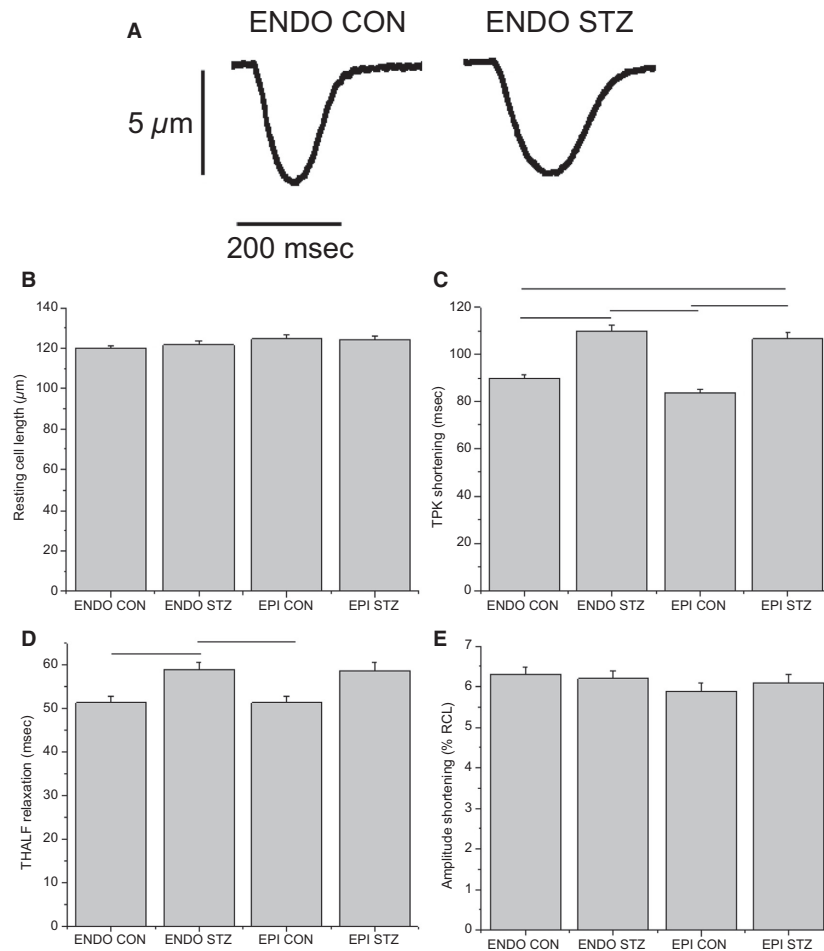 A
ENDO CON
ENDO STZ
5 µm
200 msec
B
Resting cell length (µm)
140
120
100
80
60
40
20
0
ENDO CON ENDO STZ EPI CON EPI STZ
C
TPK shortening (msec)
120
100
80
60
40
20
0
ENDO CON ENDO STZ EPI CON EPI STZ
D
THALF relaxation (msec)
60
50
40
30
20
10
0
ENDO CON ENDO STZ EPI CON EPI STZ
E
Amplitude shortening (% RCL)
7
6
5
4
3
2
1
0
ENDO CON ENDO STZ EPI CON EPI STZ